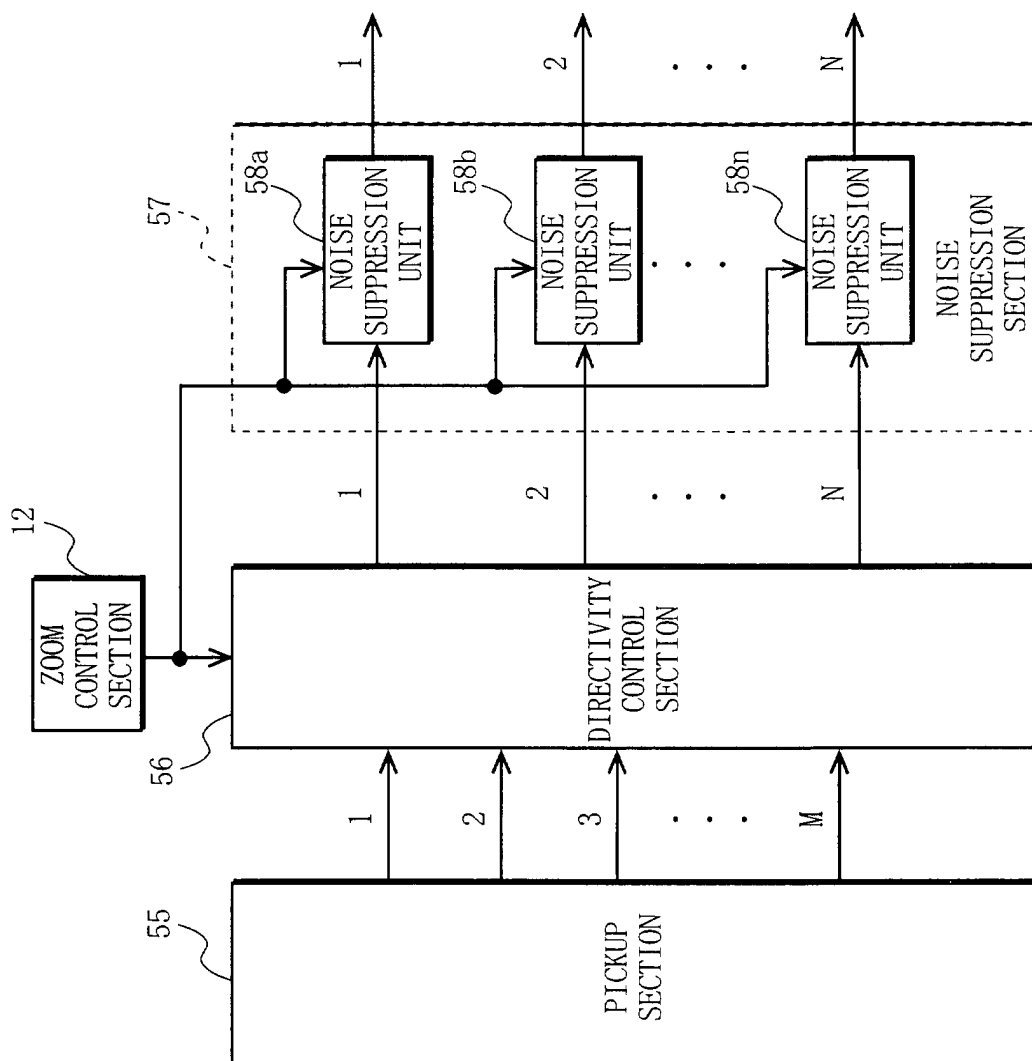 12
ZOOM
CONTROL
SECTION
57
55
PICKUP
SECTION
1
2
3
. . .
M
56
DIRECTIVITY
CONTROL
SECTION
1
2
. . .
N
58a
NOISE
SUPPRESSION
UNIT
58b
NOISE
SUPPRESSION
UNIT
. . .
58n
NOISE
SUPPRESSION
UNIT
NOISE
SUPPRESSION
SECTION
1
2
. . .
N